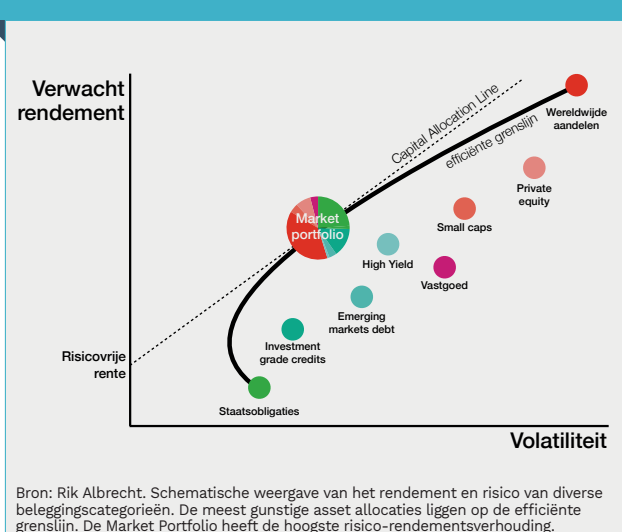 Verwacht
rendement
Capital Allocation Line
efficiënte grenslijn
Wereldwijde
aandelen
Private
equity
Small caps
Market
portfolio
High Yield
Vastgoed
Emerging
markets debt
Investment
grade credits
Risicovrije
rente
Staatsobligaties
Volatiliteit
Bron: Rik Albrecht. Schematische weergave van het rendement en risico van diverse
beleggingscategorieën. De meest gunstige asset allocaties liggen op de efficiënte
grenslijn. De Market Portfolio heeft de hoogste risico-rendementsverhouding.